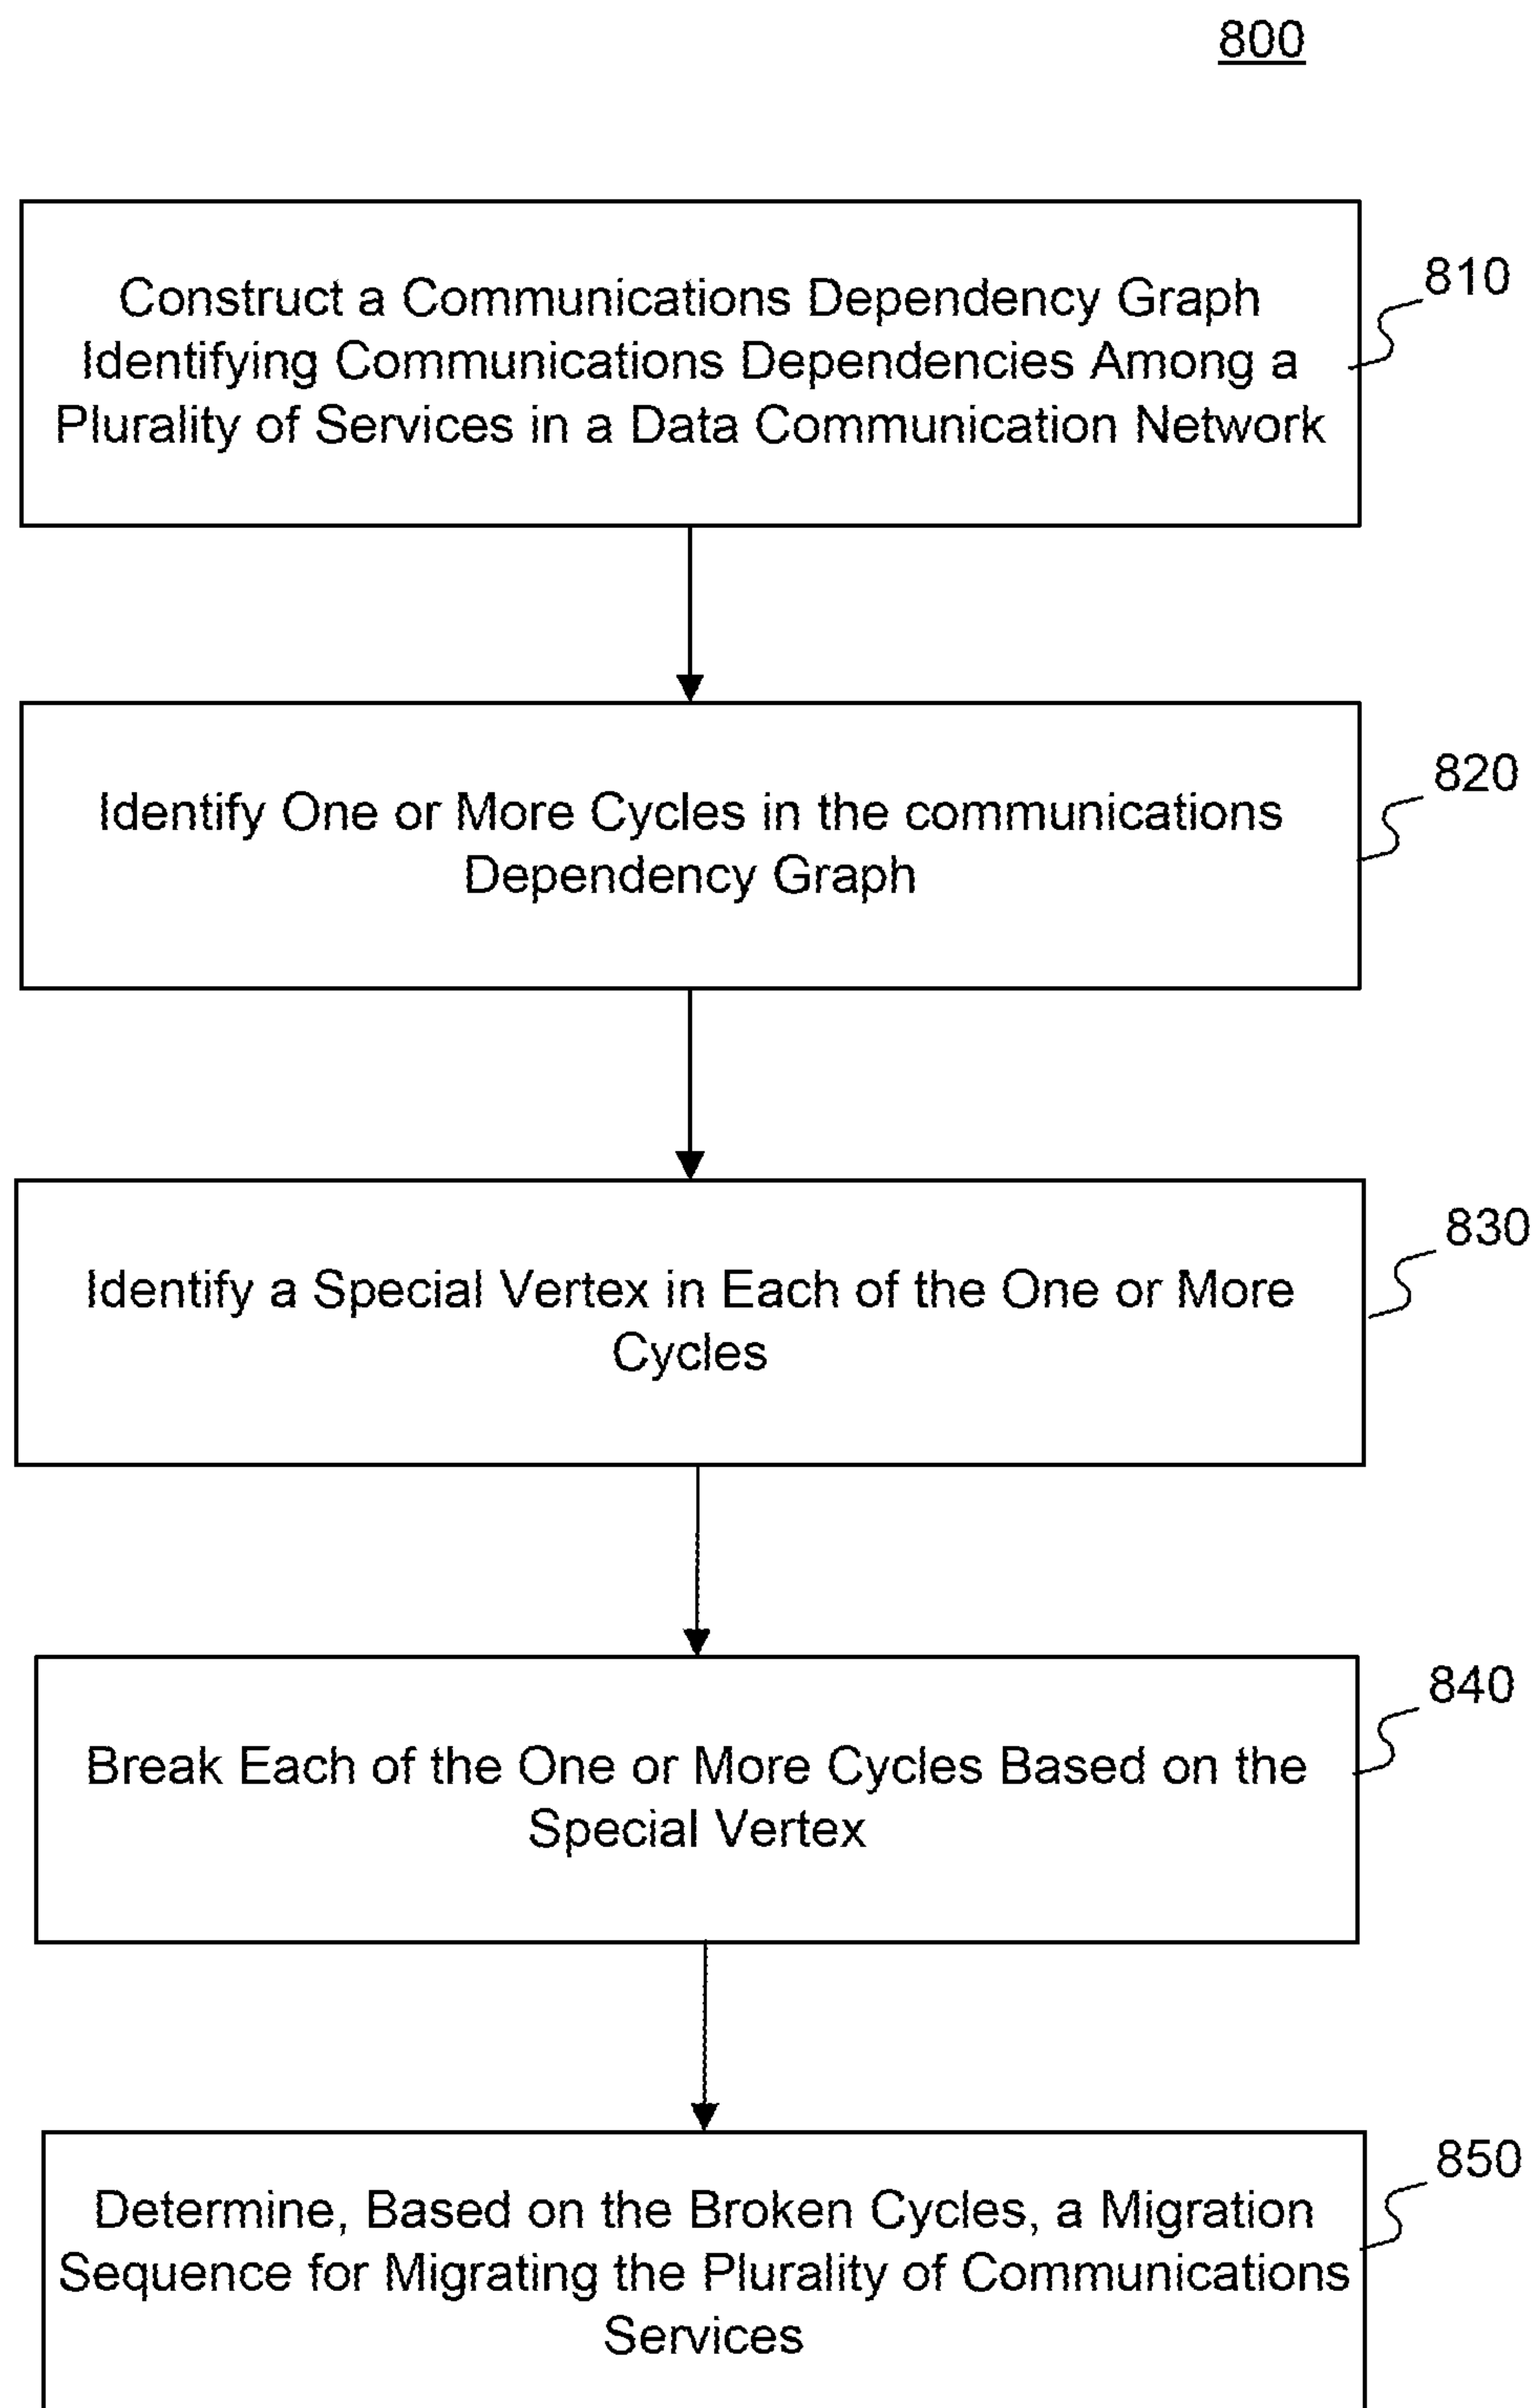 800
Construct a Communications Dependency Graph
Identifying Communications Dependencies Among a
Plurality of Services in a Data Communication Network
810
Identify One or More Cycles in the communications
Dependency Graph
820
Identify a Special Vertex in Each of the One or More
Cycles
830
Break Each of the One or More Cycles Based on the
Special Vertex
840
Determine, Based on the Broken Cycles, a Migration
Sequence for Migrating the Plurality of Communications
Services
850